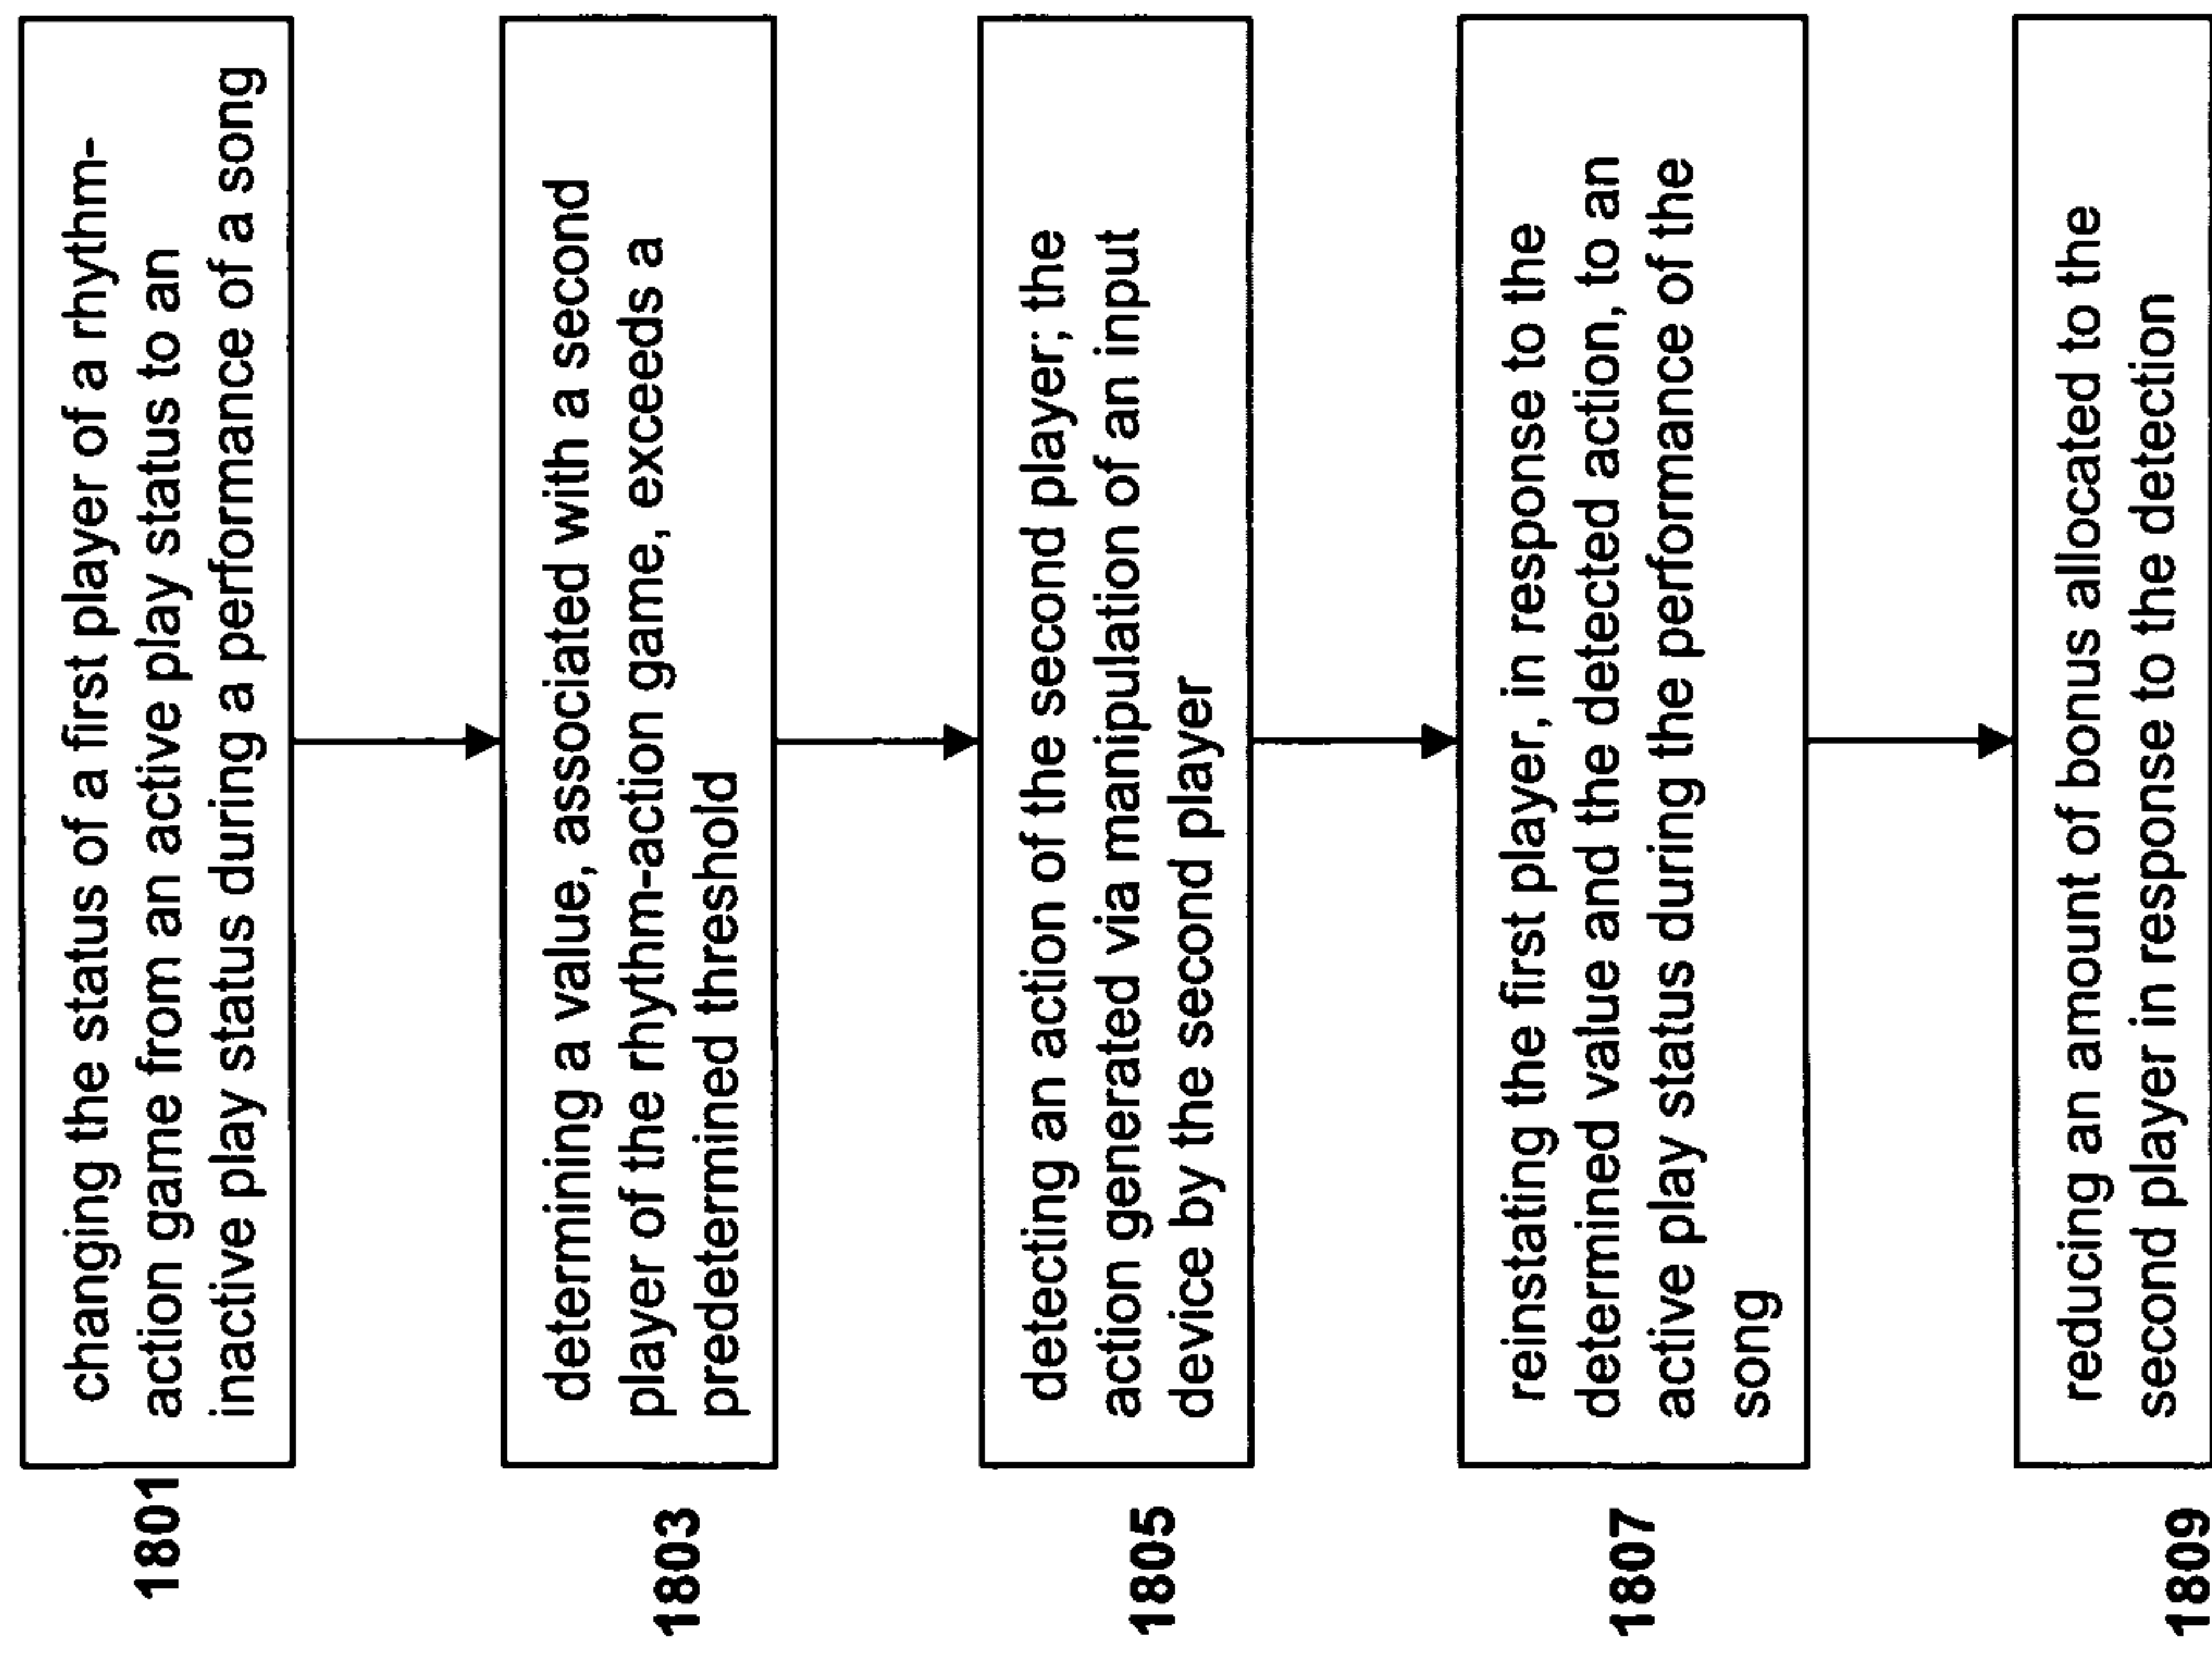 1801
changing the status of a first player of a rhythm-
action game from an active play status to an
inactive play status during a performance of a song
1803
determining a value, associated with a second
player of the rhythm-action game, exceeds a
predetermined threshold
1805
detecting an action of the second player; the
action generated via manipulation of an input
device by the second player
1807
reinstating the first player, in response to the
determined value and the detected action, to an
active play status during the performance of the
song
1809
reducing an amount of bonus allocated to the
second player in response to the detection